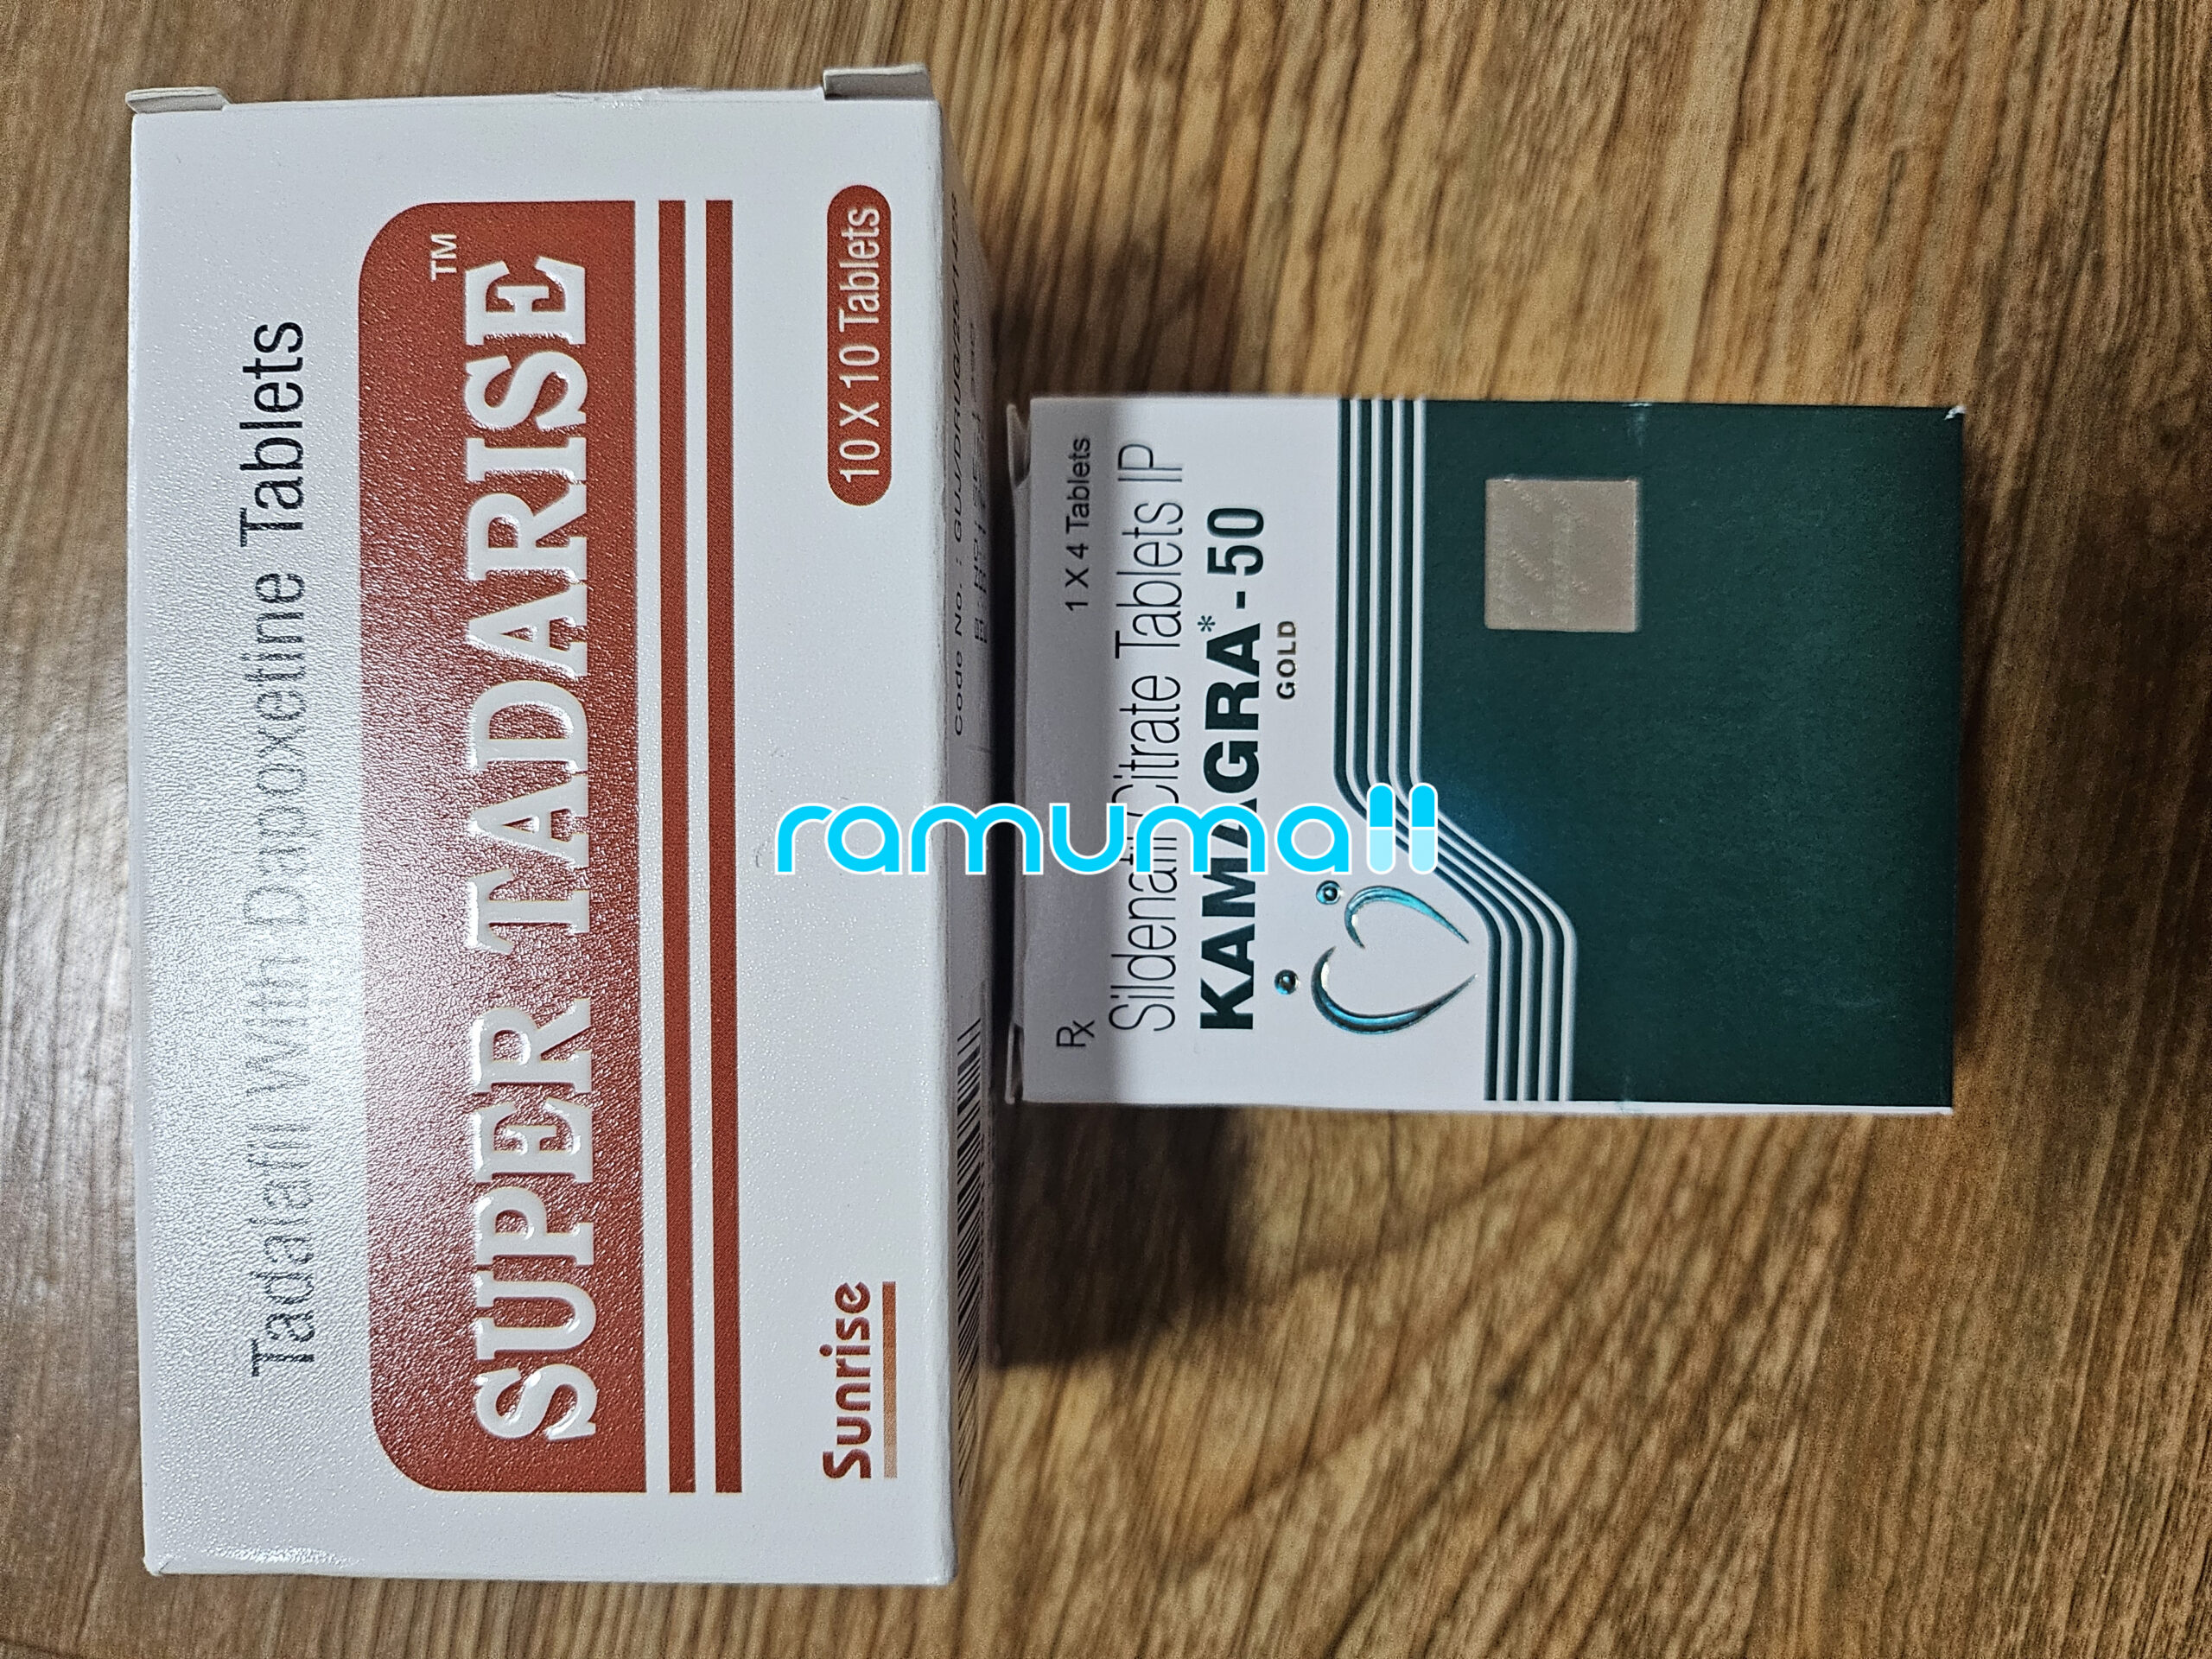 Tadalafil with Dapoxetine Tablets
SUPER TADARISE™
10 X 10 Tablets
Sunrise
Rx
1 X 4 Tablets
Sildenafil Citrate Tablets IP
KAMAGRA*-50
GOLD
ramumall